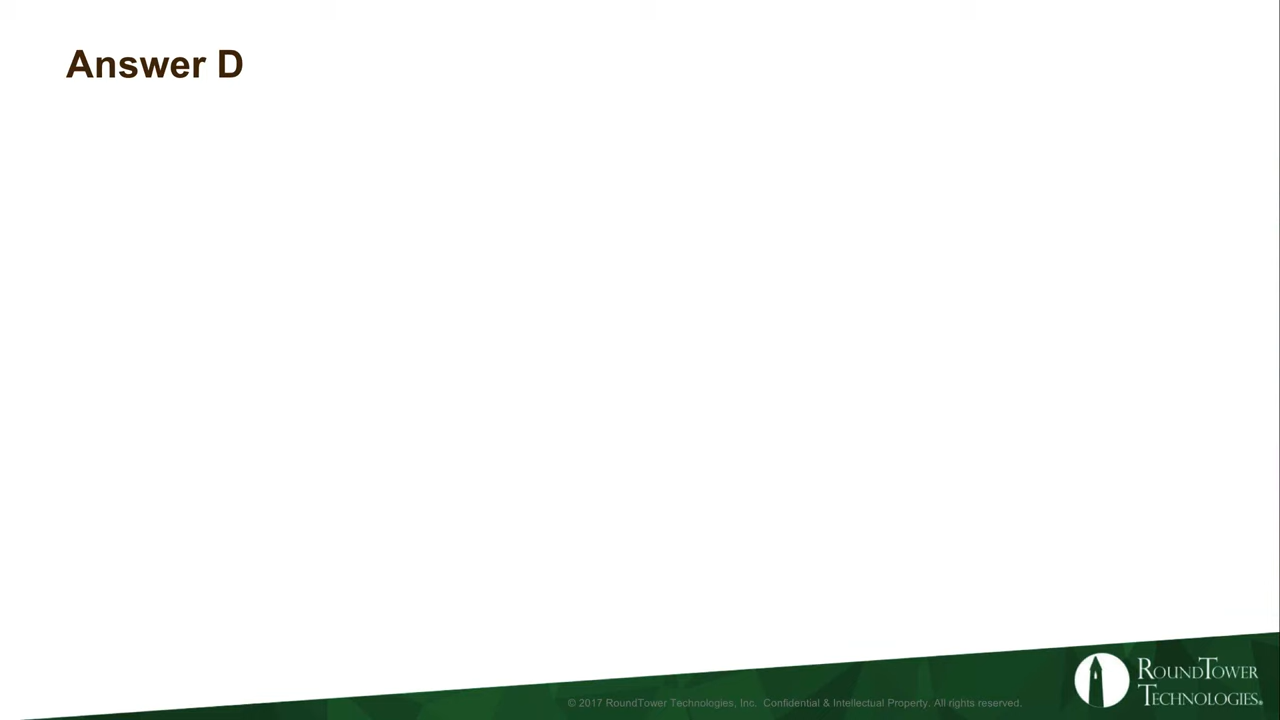 Answer D
© 2017 RoundTower Technologies, Inc. Confidential & Intellectual Property. All rights reserved.
ROUNDTOWER
TECHNOLOGIES®